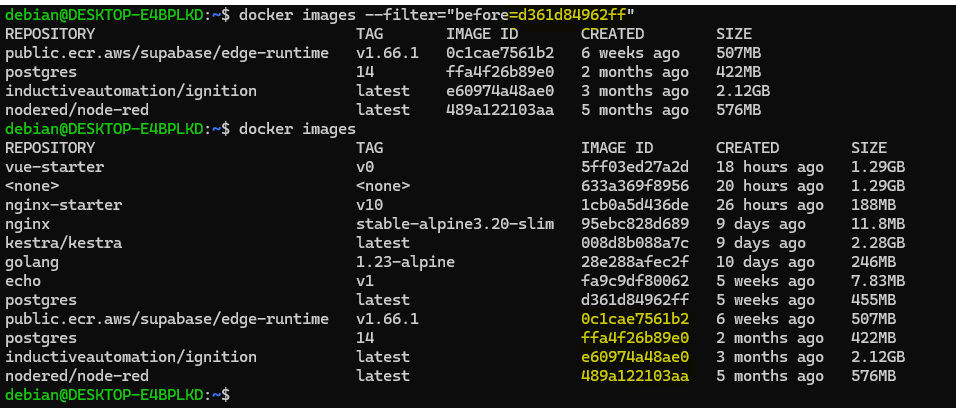 debian@DESKTOP-E4BPLKD:~$ docker images --filter="before=d361d84962ff"
REPOSITORY TAG IMAGE ID CREATED SIZE
public.ecr.aws/supabase/edge-runtime v1.66.1 0c1cae7561b2 6 weeks ago 507MB
postgres 14 ffa4f26b89e0 2 months ago 422MB
inductiveautomation/ignition latest e60974a48ae0 3 months ago 2.12GB
nodered/node-red latest 489a122103aa 5 months ago 576MB
debian@DESKTOP-E4BPLKD:~$ docker images
REPOSITORY TAG IMAGE ID CREATED SIZE
vue-starter v0 5ff03ed27a2d 18 hours ago 1.29GB
<none> <none> 633a369f8956 20 hours ago 1.29GB
nginx-starter v10 1cb0a5d436de 26 hours ago 188MB
nginx stable-alpine3.20-slim 95ebc828d689 9 days ago 11.8MB
kestra/kestra latest 008d8b088a7c 9 days ago 2.28GB
golang 1.23-alpine 28e288afec2f 10 days ago 246MB
echo v1 fa9c9df80062 5 weeks ago 7.83MB
postgres latest d361d84962ff 5 weeks ago 455MB
public.ecr.aws/supabase/edge-runtime v1.66.1 0c1cae7561b2 6 weeks ago 507MB
postgres 14 ffa4f26b89e0 2 months ago 422MB
inductiveautomation/ignition latest e60974a48ae0 3 months ago 2.12GB
nodered/node-red latest 489a122103aa 5 months ago 576MB
debian@DESKTOP-E4BPLKD:~$